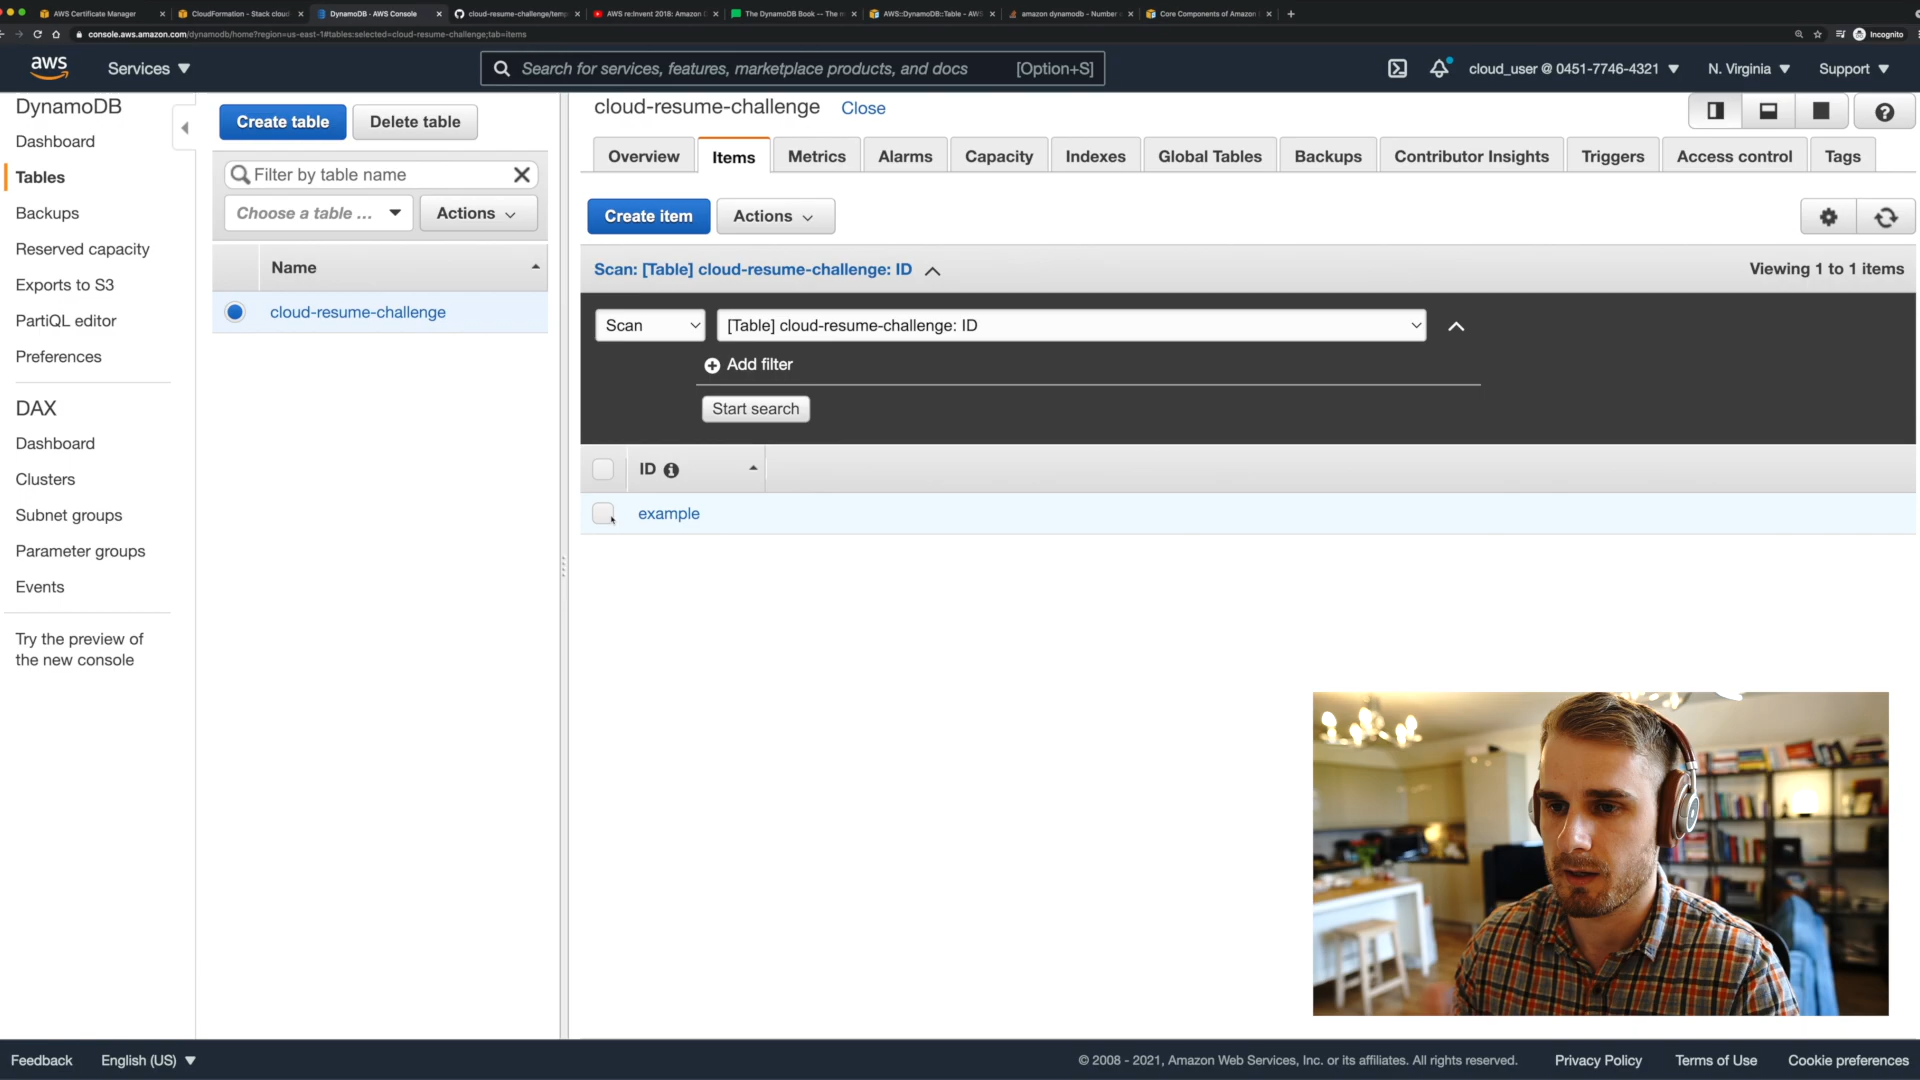 AWS Certificate Manager
CloudFormation - Stack cloud
DynamoDB - AWS Console
cloud-resume-challenge/temp
AWS re:Invent 2018: Amazon D
The DynamoDB Book -- The m
AWS::DynamoDB::Table - AWS
amazon dynamodb - Number
Core Components of Amazon
console.aws.amazon.com/dynamodb/home?region=us-east-1#tables:selected=cloud-resume-challenge;tab=items
Incognito
aws
Services
Search for services, features, marketplace products, and docs
[Option+S]
cloud_user @ 0451-7746-4321
N. Virginia
Support
DynamoDB
Dashboard
Tables
Backups
Reserved capacity
Exports to S3
PartiQL editor
Preferences
DAX
Dashboard
Clusters
Subnet groups
Parameter groups
Events
Try the preview of
the new console
Create table
Delete table
Filter by table name
Choose a table ...
Actions
Name
cloud-resume-challenge
cloud-resume-challenge
Close
Overview
Items
Metrics
Alarms
Capacity
Indexes
Global Tables
Backups
Contributor Insights
Triggers
Access control
Tags
Create item
Actions
Scan: [Table] cloud-resume-challenge: ID
Viewing 1 to 1 items
Scan
[Table] cloud-resume-challenge: ID
Add filter
Start search
ID
example
Feedback
English (US)
© 2008 - 2021, Amazon Web Services, Inc. or its affiliates. All rights reserved.
Privacy Policy
Terms of Use
Cookie preferences